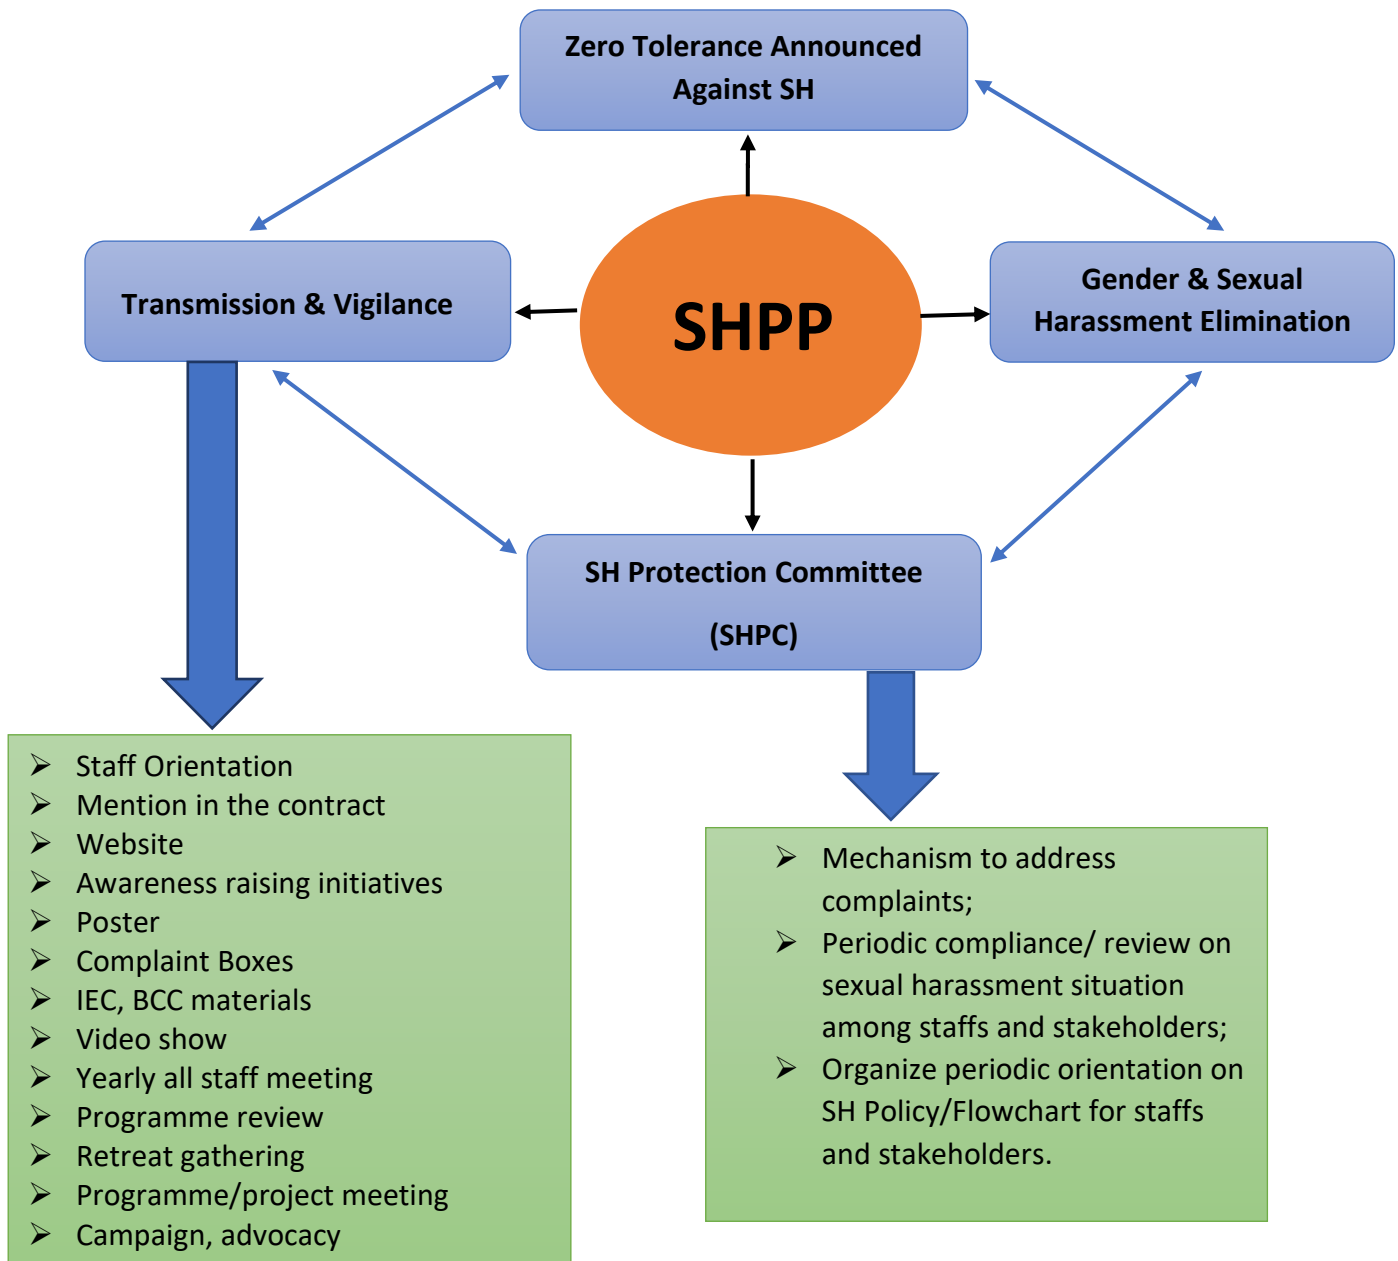 Zero Tolerance Announced
Against SH
Transmission & Vigilance
SHPP
Gender & Sexual
Harassment Elimination
SH Protection Committee
(SHPC)
➢ Staff Orientation
➢ Mention in the contract
➢ Website
➢ Awareness raising initiatives
➢ Poster
➢ Complaint Boxes
➢ IEC, BCC materials
➢ Video show
➢ Yearly all staff meeting
➢ Programme review
➢ Retreat gathering
➢ Programme/project meeting
➢ Campaign, advocacy
➢ Mechanism to address
complaints;
➢ Periodic compliance/ review on
sexual harassment situation
among staffs and stakeholders;
➢ Organize periodic orientation on
SH Policy/Flowchart for staffs
and stakeholders.